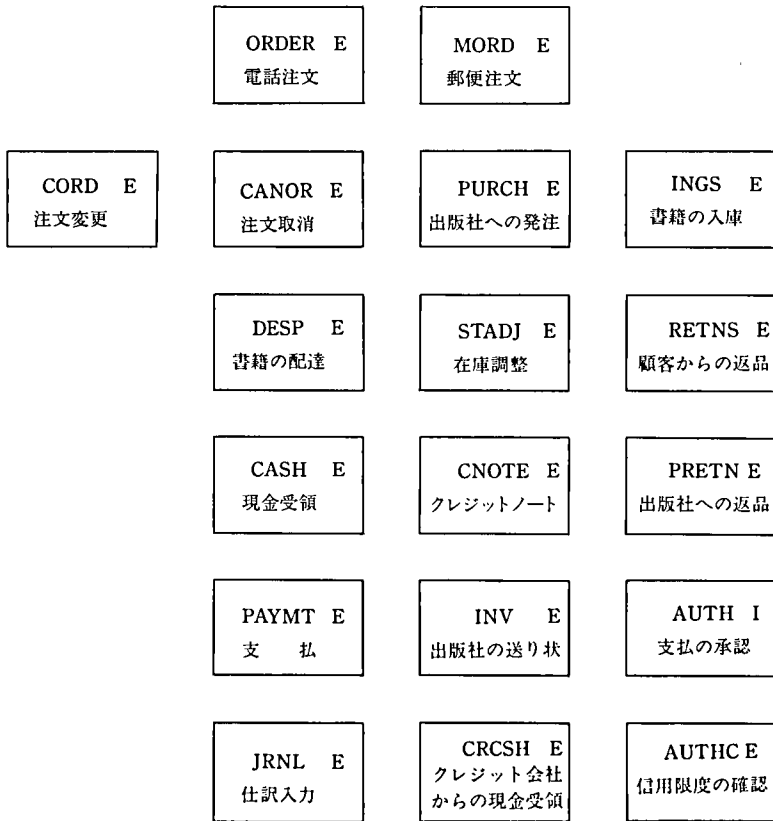 ORDER E
電話注文
MORD E
郵便注文
CORD E
注文変更
CANOR E
注文取消
PURCH E
出版社への発注
INGS E
書籍の入庫
DESP E
書籍の配達
STADJ E
在庫調整
RETNS E
顧客からの返品
CASH E
現金受領
CNOTE E
クレジットノート
PRETN E
出版社への返品
PAYMT E
支 払
INV E
出版社の送り状
AUTH I
支払の承認
JRNL E
仕訳入力
CRCSH E
クレジット会社
からの現金受領
AUTHC E
信用限度の確認